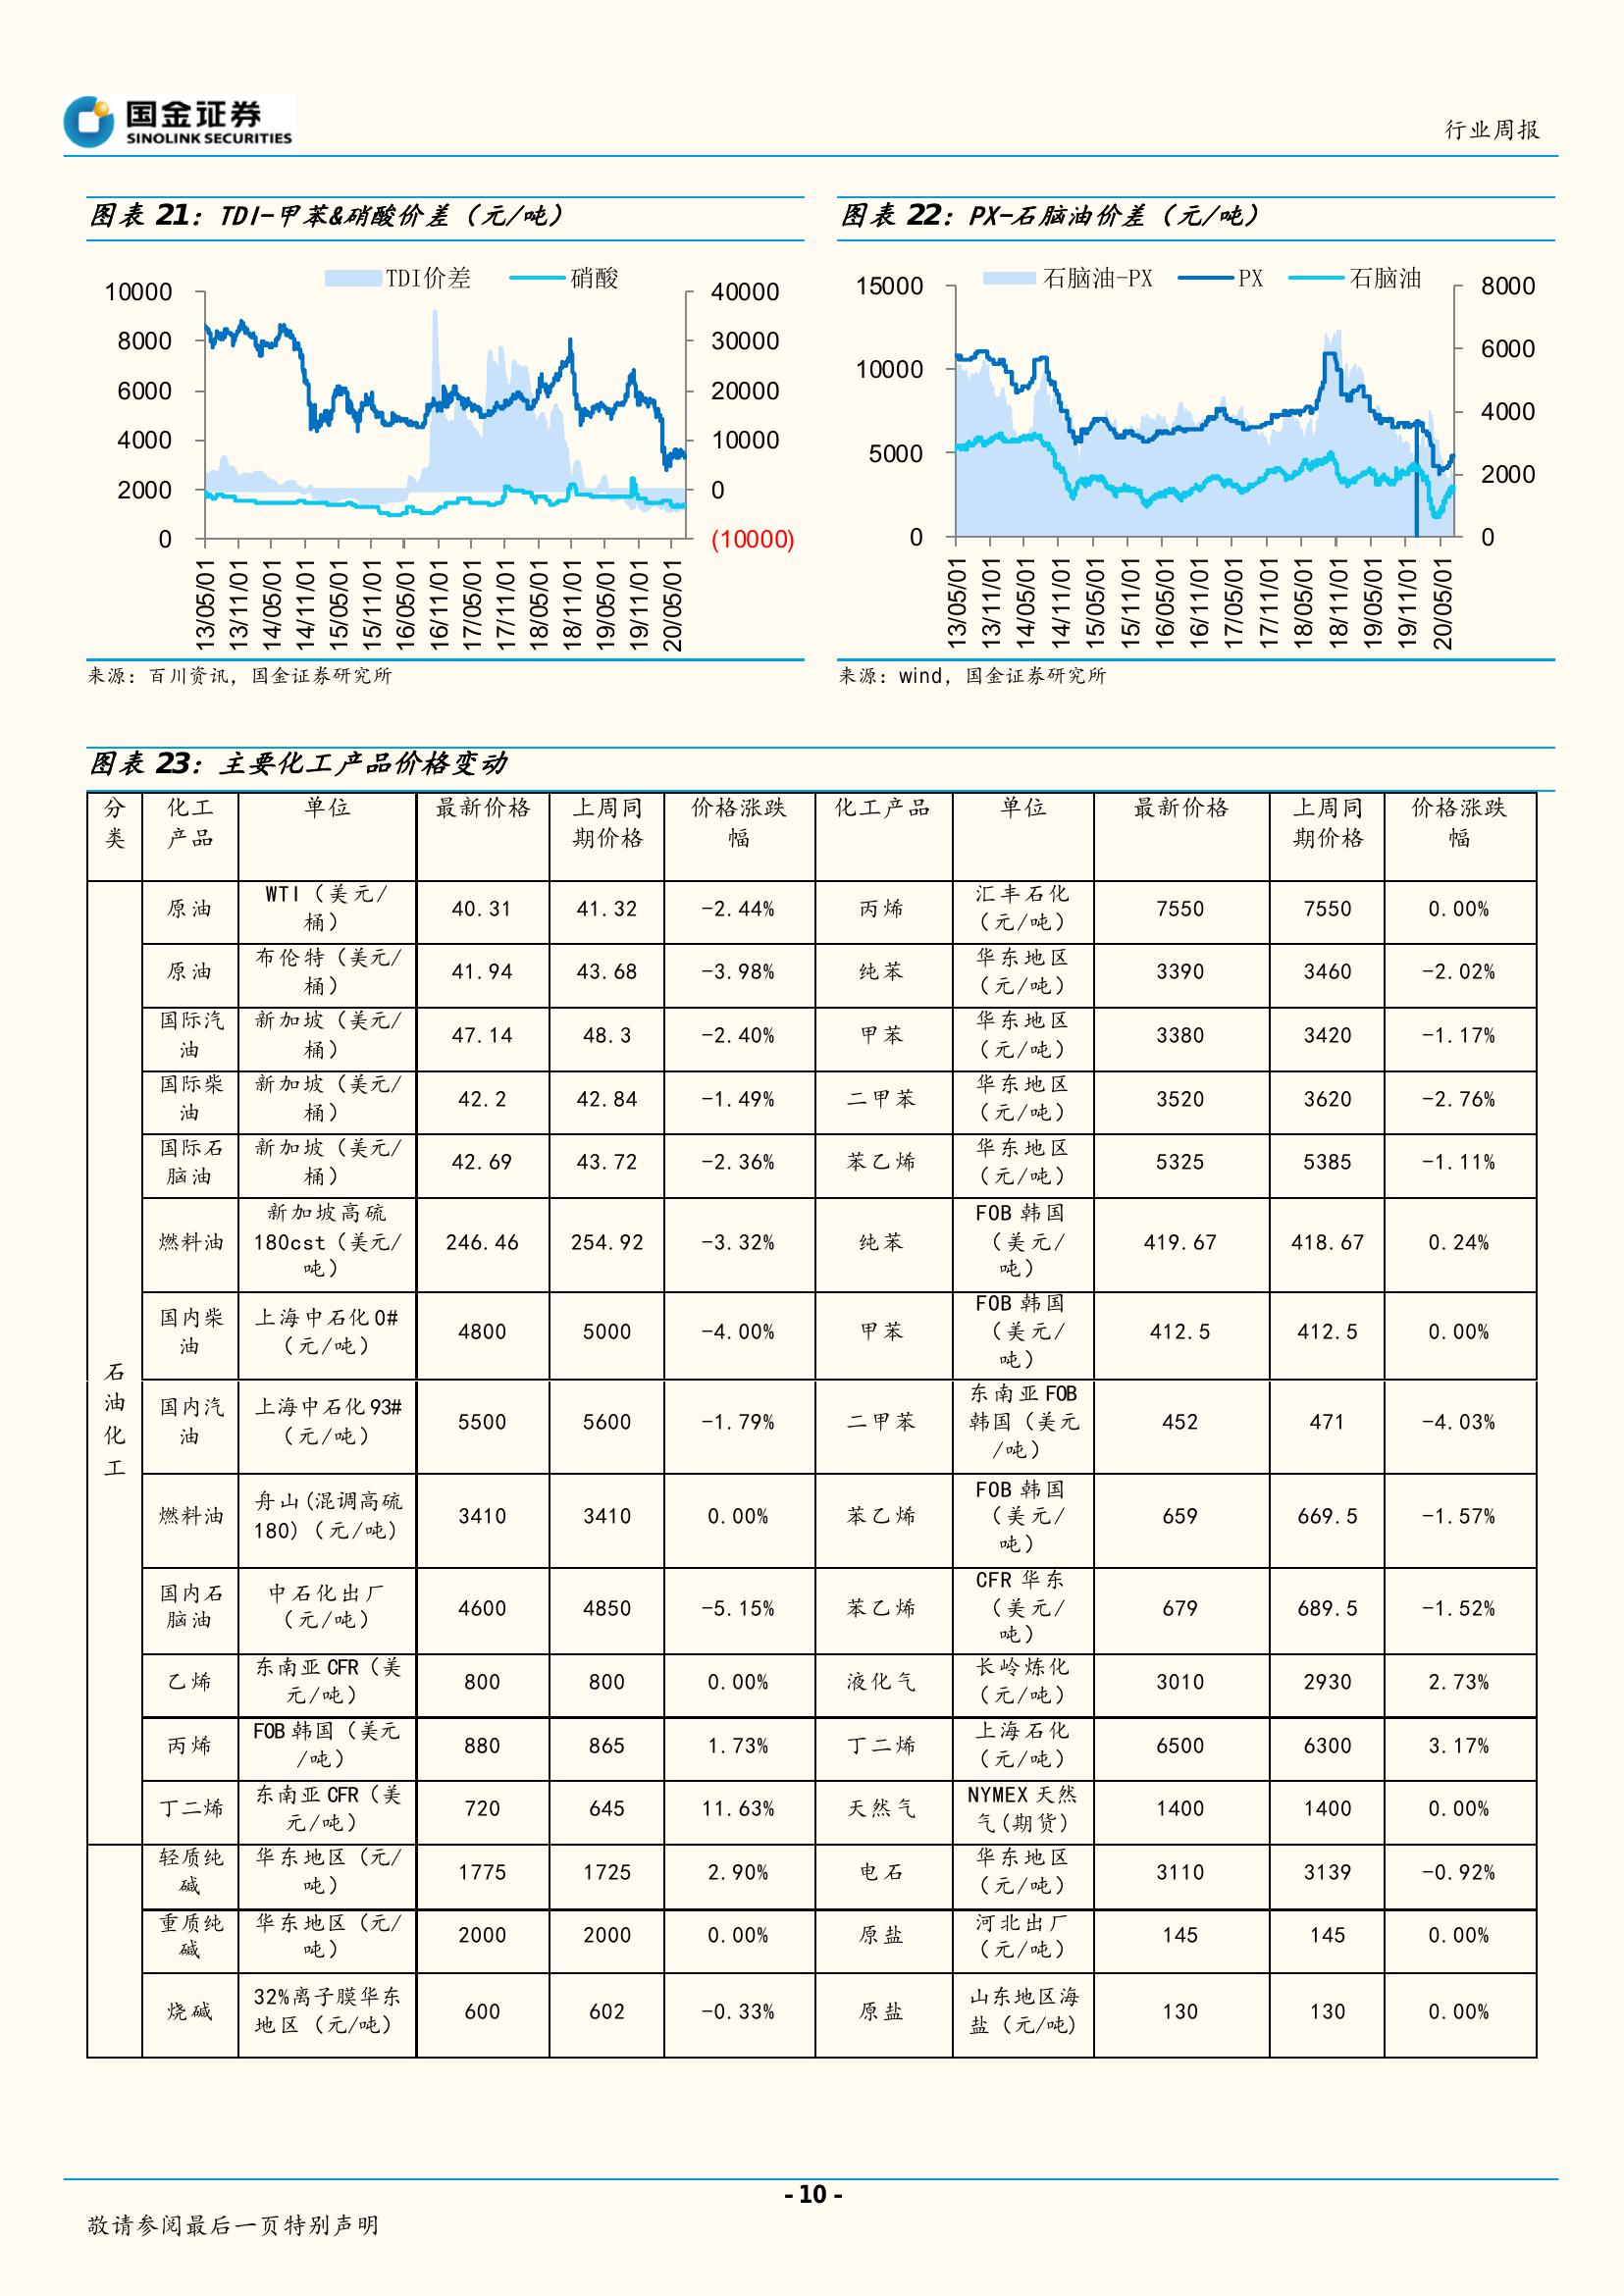 国金证券
SINOLINK SECURITIES
行业周报
图表 21：TDI-甲苯&硝酸价差（元/吨）
TDI价差 硝酸
10000
8000
6000
4000
2000
0
40000
30000
20000
10000
0
(10000)
13/05/01
13/11/01
14/05/01
14/11/01
15/05/01
15/11/01
16/05/01
16/11/01
17/05/01
17/11/01
18/05/01
18/11/01
19/05/01
19/11/01
20/05/01
来源：百川资讯，国金证券研究所
图表 22：PX-石脑油价差（元/吨）
石脑油-PX PX 石脑油
15000
10000
5000
0
8000
6000
4000
2000
0
13/05/01
13/11/01
14/05/01
14/11/01
15/05/01
15/11/01
16/05/01
16/11/01
17/05/01
17/11/01
18/05/01
18/11/01
19/05/01
19/11/01
20/05/01
来源：wind，国金证券研究所
图表 23：主要化工产品价格变动
分类 化工产品 单位 最新价格 上周同期价格 价格涨跌幅 化工产品 单位 最新价格 上周同期价格 价格涨跌幅
石油化工
原油 WTI（美元/桶） 40.31 41.32 -2.44% 丙烯 汇丰石化（元/吨） 7550 7550 0.00%
原油 布伦特（美元/桶） 41.94 43.68 -3.98% 纯苯 华东地区（元/吨） 3390 3460 -2.02%
国际汽油 新加坡（美元/桶） 47.14 48.3 -2.40% 甲苯 华东地区（元/吨） 3380 3420 -1.17%
国际柴油 新加坡（美元/桶） 42.2 42.84 -1.49% 二甲苯 华东地区（元/吨） 3520 3620 -2.76%
国际石脑油 新加坡（美元/桶） 42.69 43.72 -2.36% 苯乙烯 华东地区（元/吨） 5325 5385 -1.11%
燃料油 新加坡高硫180cst（美元/吨） 246.46 254.92 -3.32% 纯苯 FOB 韩国（美元/吨） 419.67 418.67 0.24%
国内柴油 上海中石化 0#（元/吨） 4800 5000 -4.00% 甲苯 FOB 韩国（美元/吨） 412.5 412.5 0.00%
国内汽油 上海中石化 93#（元/吨） 5500 5600 -1.79% 二甲苯 东南亚 FOB 韩国（美元/吨） 452 471 -4.03%
燃料油 舟山(混调高硫180)（元/吨） 3410 3410 0.00% 苯乙烯 FOB 韩国（美元/吨） 659 669.5 -1.57%
国内石脑油 中石化出厂（元/吨） 4600 4850 -5.15% 苯乙烯 CFR 华东（美元/吨） 679 689.5 -1.52%
乙烯 东南亚 CFR（美元/吨） 800 800 0.00% 液化气 长岭炼化（元/吨） 3010 2930 2.73%
丙烯 FOB 韩国（美元/吨） 880 865 1.73% 丁二烯 上海石化（元/吨） 6500 6300 3.17%
丁二烯 东南亚 CFR（美元/吨） 720 645 11.63% 天然气 NYMEX 天然气(期货) 1400 1400 0.00%
轻质纯碱 华东地区（元/吨） 1775 1725 2.90% 电石 华东地区（元/吨） 3110 3139 -0.92%
重质纯碱 华东地区（元/吨） 2000 2000 0.00% 原盐 河北出厂（元/吨） 145 145 0.00%
烧碱 32%离子膜华东地区（元/吨） 600 602 -0.33% 原盐 山东地区海盐（元/吨） 130 130 0.00%
- 10 -
敬请参阅最后一页特别声明